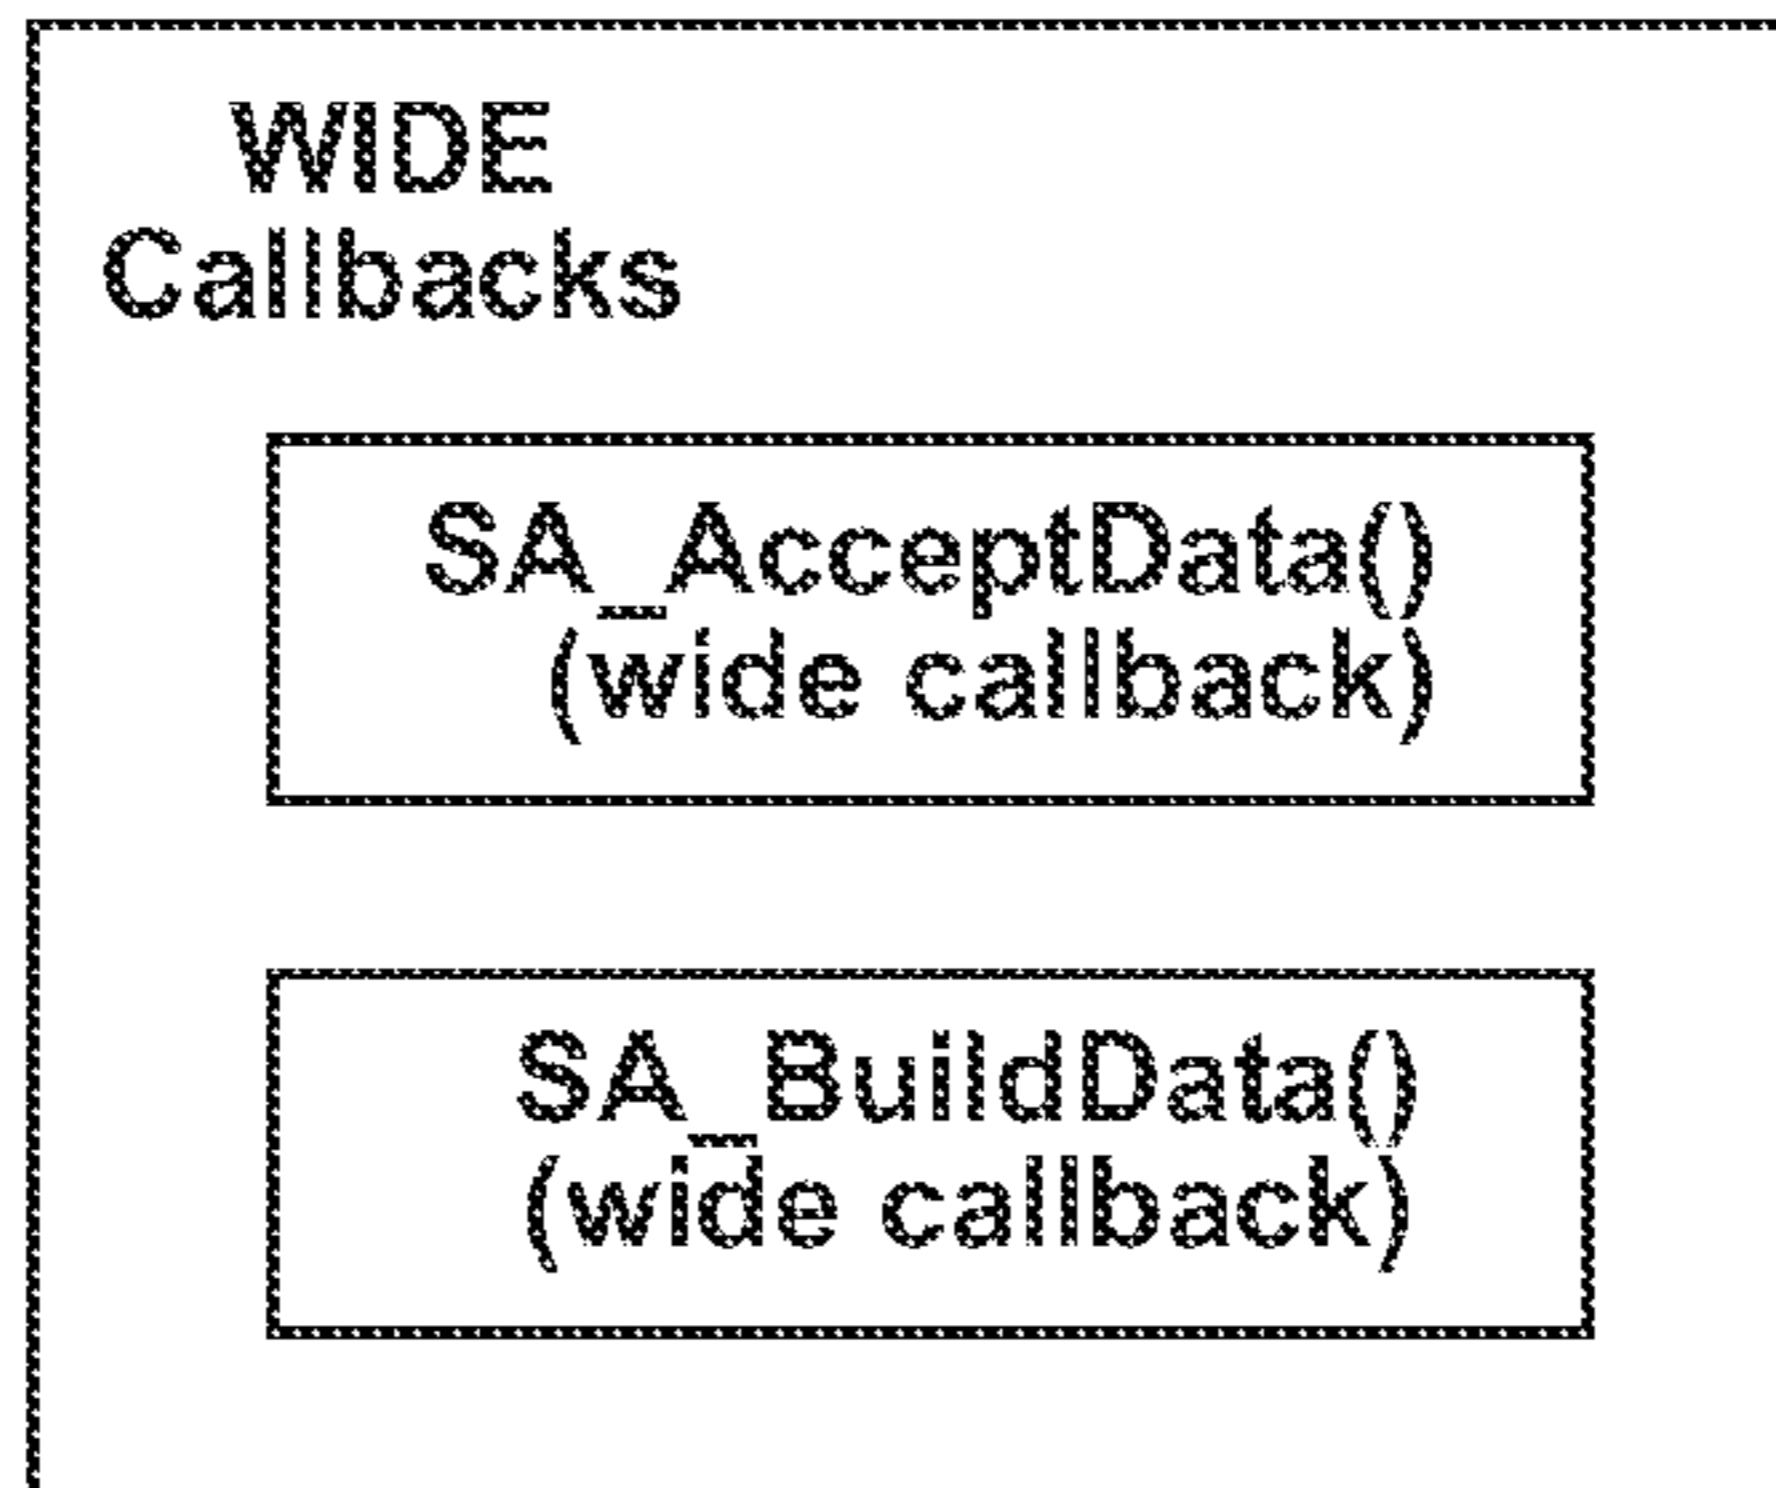 WIDE
Callbacks
SA_AcceptData()
(wide callback)
SA_BuildData()
(wide callback)